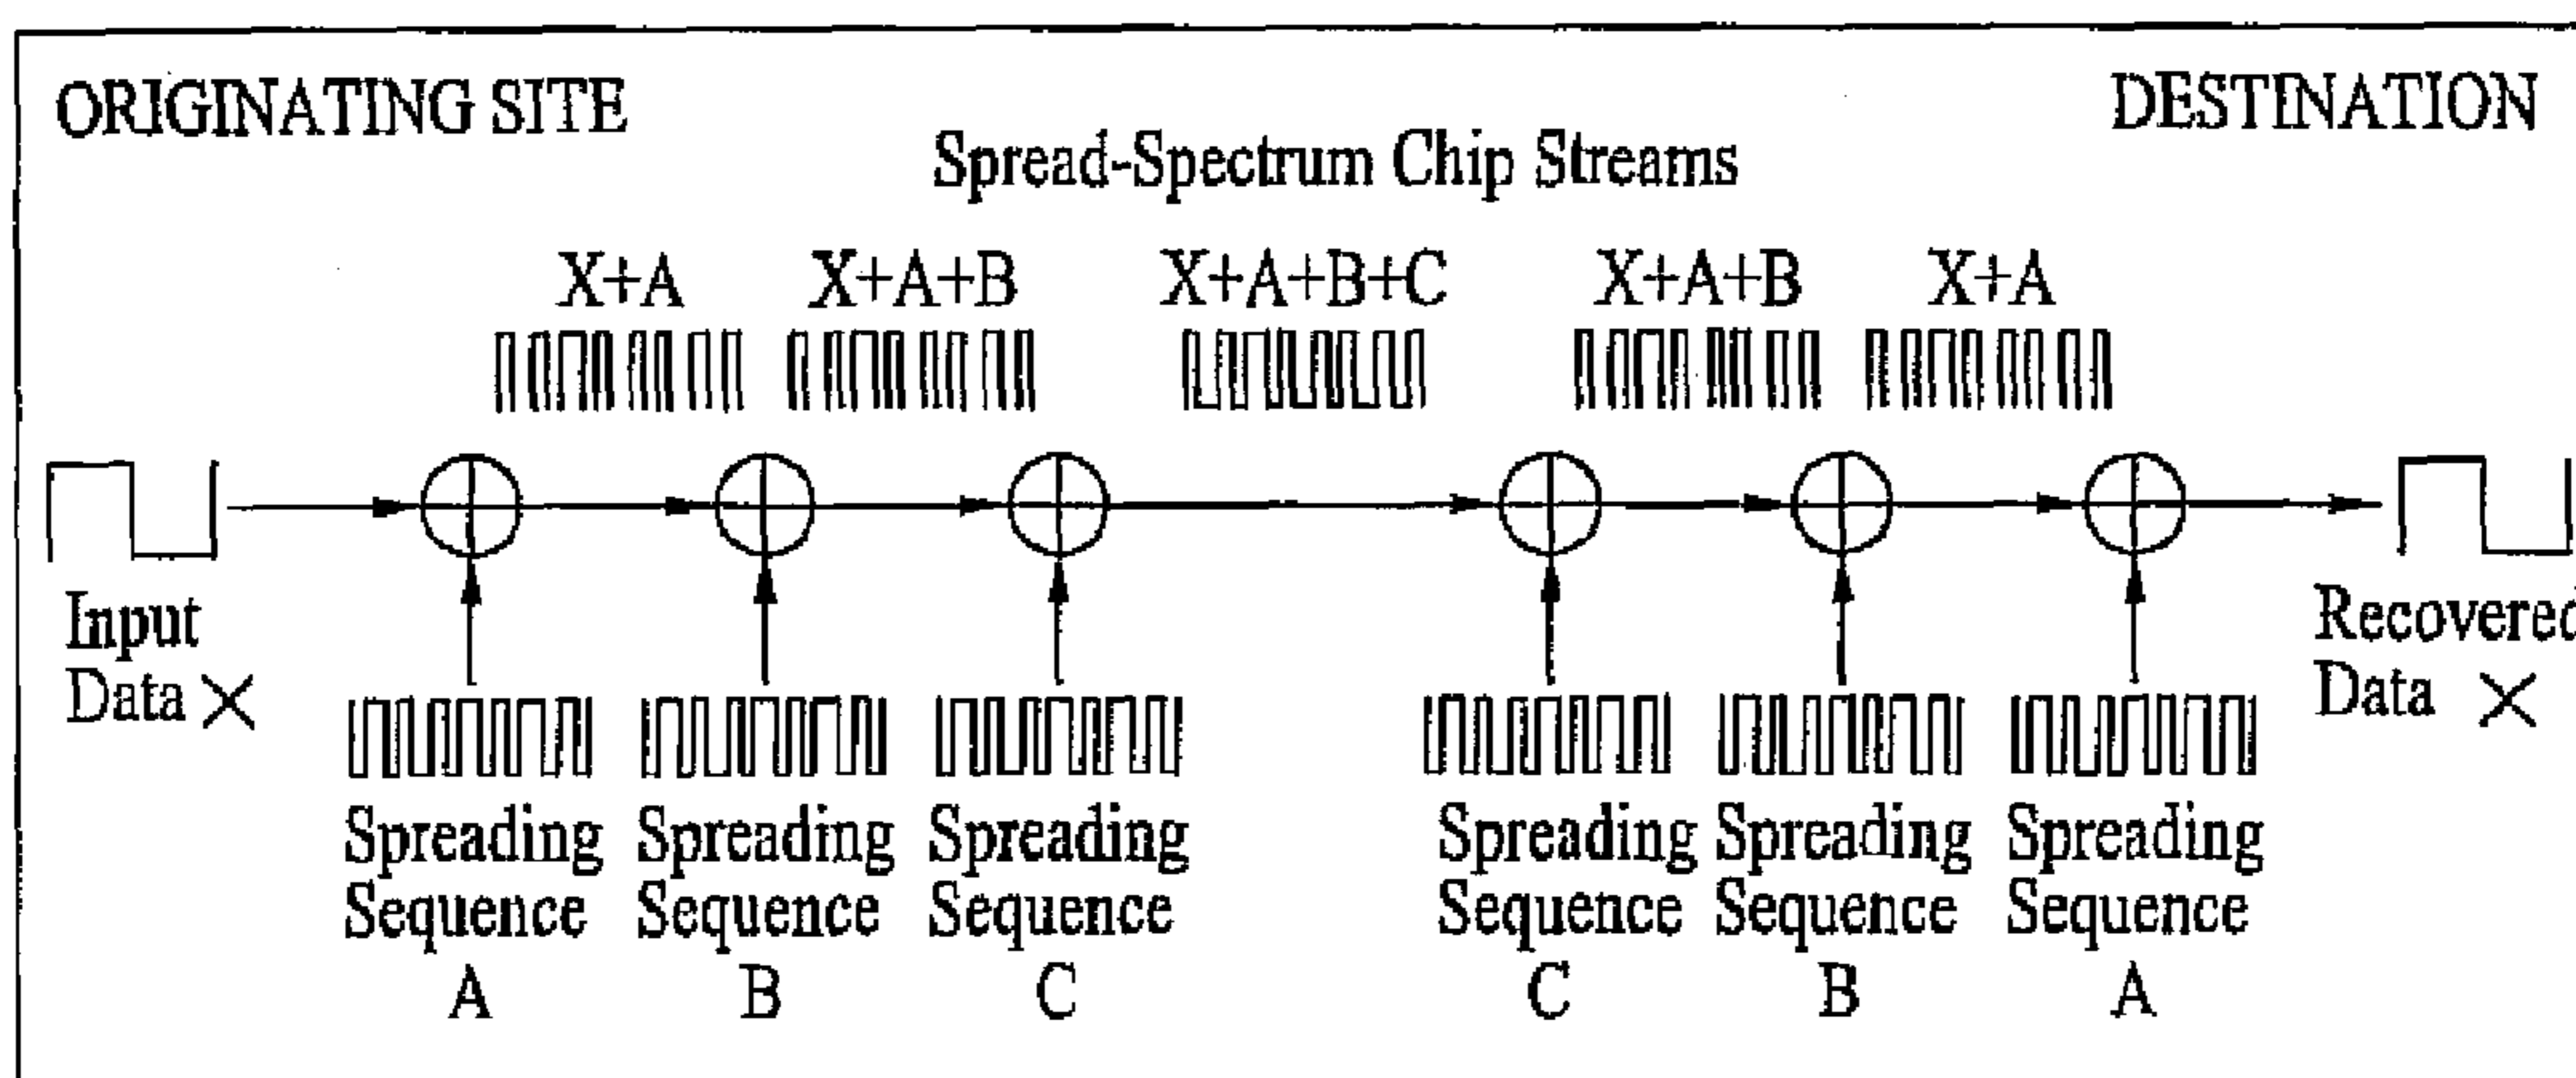 ORIGINATING SITE
DESTINATION
Spread-Spectrum Chip Streams
X+A
X+A+B
X+A+B+C
X+A+B
X+A
Input
Data X
Recovered
Data X
Spreading
Sequence
A
Spreading
Sequence
B
Spreading
Sequence
C
Spreading
Sequence
C
Spreading
Sequence
B
Spreading
Sequence
A